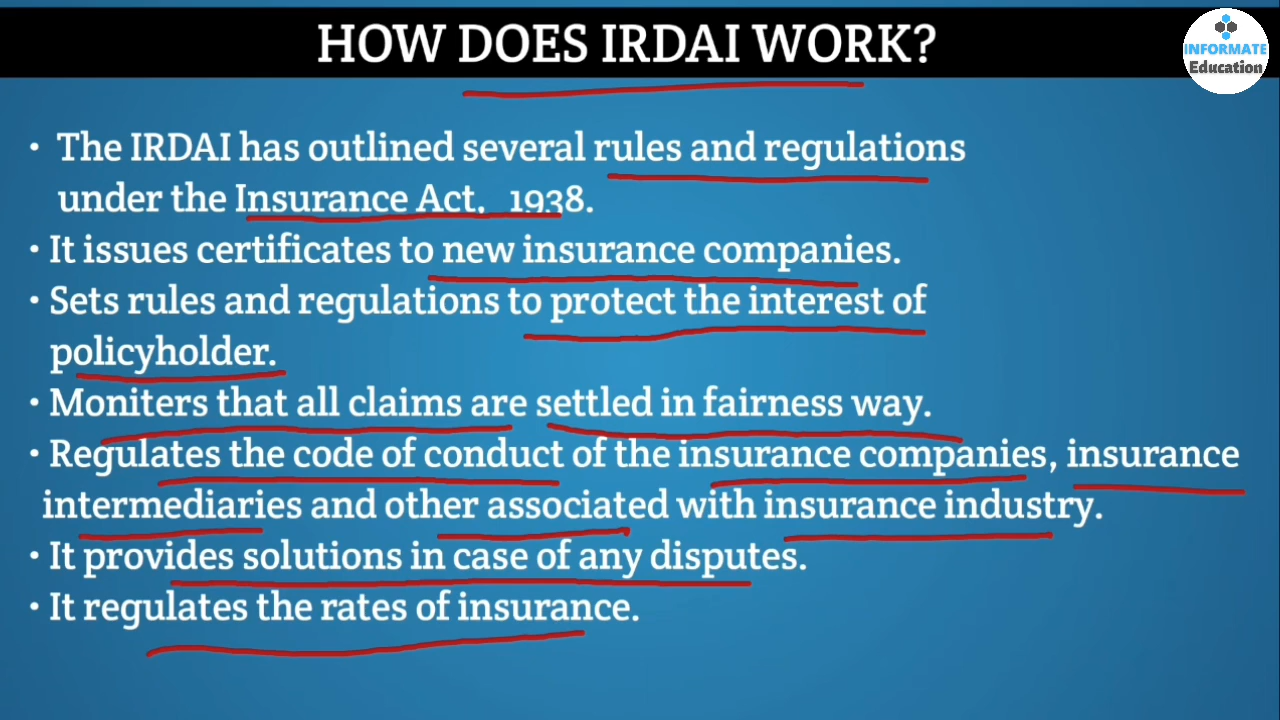 HOW DOES IRDAI WORK?
INFORMATE
Education
• The IRDAI has outlined several rules and regulations
under the Insurance Act, 1938.
• It issues certificates to new insurance companies.
• Sets rules and regulations to protect the interest of
policyholder.
• Moniters that all claims are settled in fairness way.
• Regulates the code of conduct of the insurance companies, insurance
intermediaries and other associated with insurance industry.
• It provides solutions in case of any disputes.
• It regulates the rates of insurance.